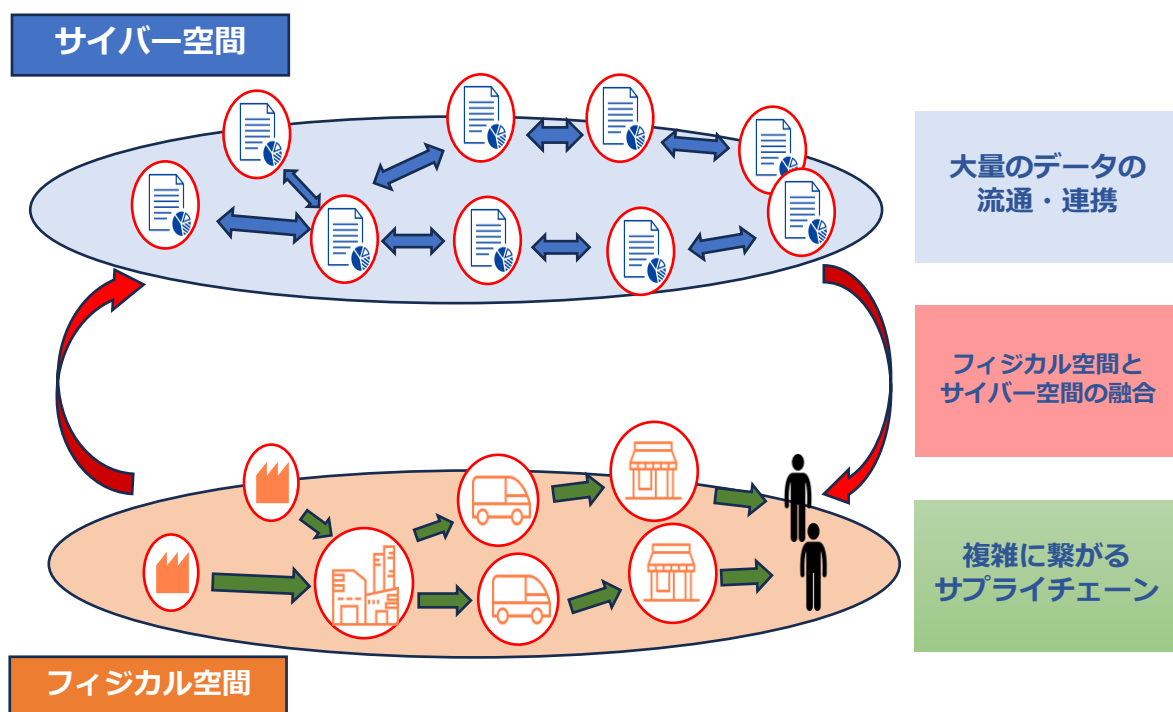 サイバー空間
大量のデータの
流通・連携
フィジカル空間と
サイバー空間の融合
複雑に繋がる
サプライチェーン
フィジカル空間